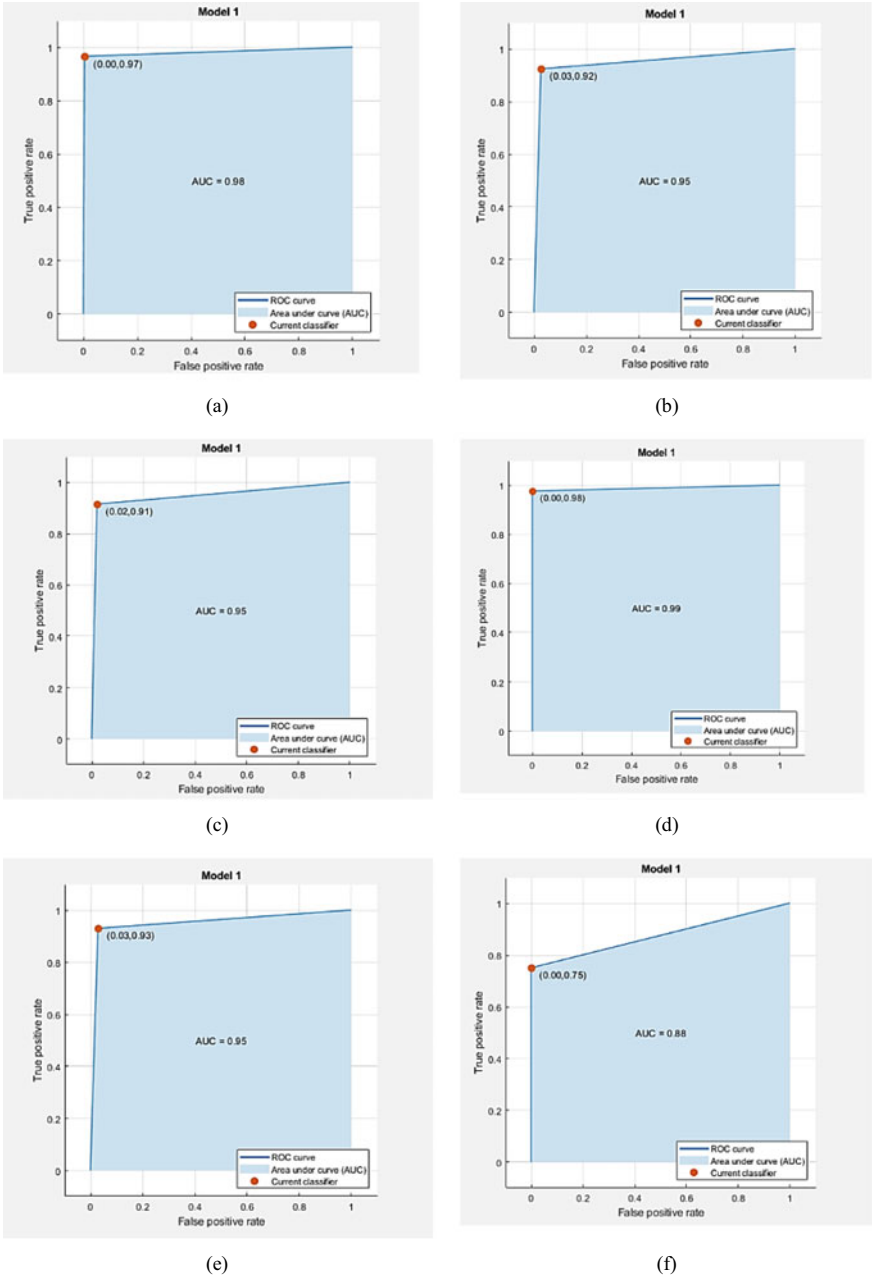 Model 1
1
(0.00,0.97)
0.8
0.6
AUC = 0.98
0.4
0.2
0
True positive rate
ROC curve
Area under curve (AUC)
Current classifier
0 0.2 0.4 0.6 0.8 1
False positive rate
(a)
Model 1
1
(0.03,0.92)
0.8
0.6
AUC = 0.95
0.4
0.2
0
True positive rate
ROC curve
Area under curve (AUC)
Current classifier
0 0.2 0.4 0.6 0.8 1
False positive rate
(b)
Model 1
1
(0.02,0.91)
0.8
0.6
AUC = 0.95
0.4
0.2
0
True positive rate
ROC curve
Area under curve (AUC)
Current classifier
0 0.2 0.4 0.6 0.8 1
False positive rate
(c)
Model 1
1
(0.00,0.98)
0.8
0.6
AUC = 0.99
0.4
0.2
0
True positive rate
ROC curve
Area under curve (AUC)
Current classifier
0 0.2 0.4 0.6 0.8 1
False positive rate
(d)
Model 1
1
(0.03,0.93)
0.8
0.6
AUC = 0.95
0.4
0.2
0
True positive rate
ROC curve
Area under curve (AUC)
Current classifier
0 0.2 0.4 0.6 0.8 1
False positive rate
(e)
Model 1
1
0.8
(0.00,0.75)
0.6
AUC = 0.88
0.4
0.2
0
True positive rate
ROC curve
Area under curve (AUC)
Current classifier
0 0.2 0.4 0.6 0.8 1
False positive rate
(f)